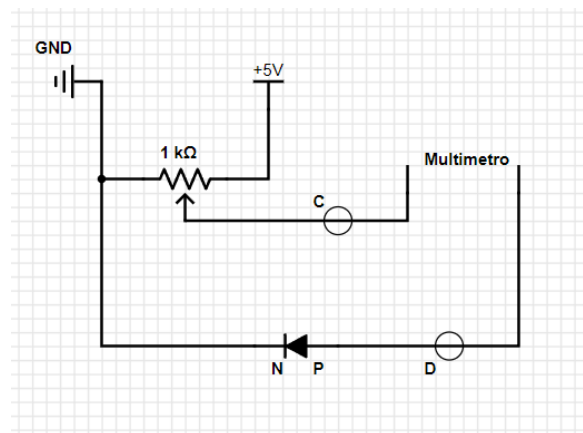 GND
+5V
1 kΩ
Multimetro
C
N
P
D